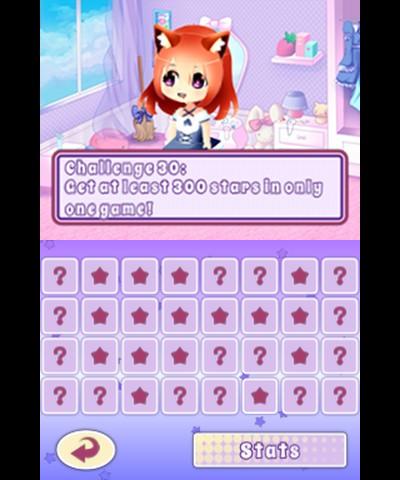 Challenge 30:
Get at least 300 stars in only
one game!
? ★ ★ ★ ? ? ★ ?
? ★ ★ ★ ★ ★ ★ ?
? ★ ★ ★ ? ? ★ ?
? ? ★ ? ? ★ ? ?
Stats